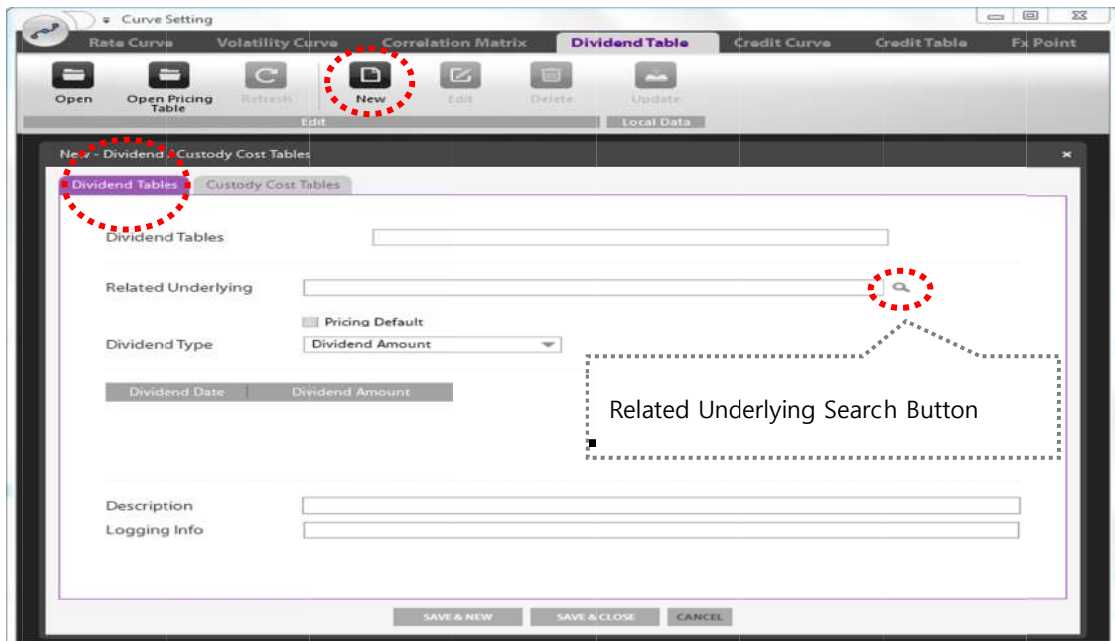 Curve Setting
Rate Curve Volatility Curve Correlation Matrix Dividend Table Credit Curve Credit Table Fx Point
Open Open Pricing Table Refresh New Edit Delete Update
Edit Local Data
New - Dividend / Custody Cost Tables
Dividend Tables Custody Cost Tables
Dividend Tables
Related Underlying
Pricing Default
Dividend Type Dividend Amount
Dividend Date Dividend Amount
Related Underlying Search Button
Description
Logging Info
SAVE & NEW SAVE & CLOSE CANCEL